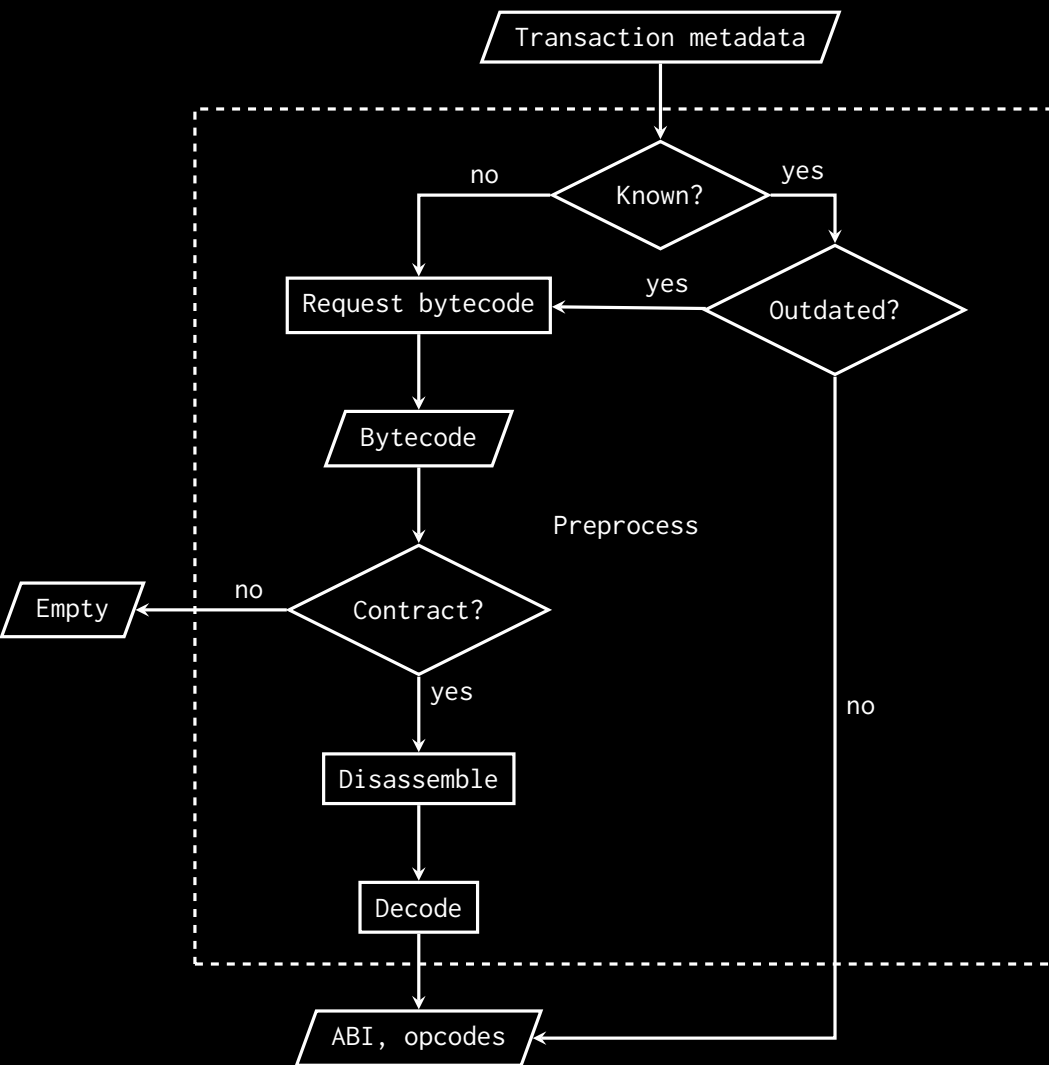 Transaction metadata
no
yes
Known?
yes
Request bytecode
Outdated?
Bytecode
Preprocess
no
Empty
Contract?
yes
no
Disassemble
Decode
ABI, opcodes